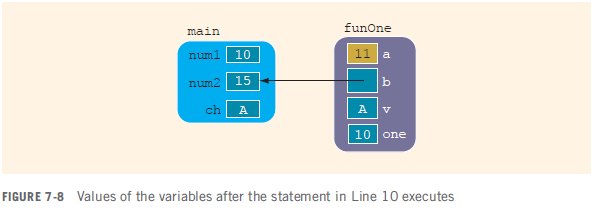 main
funOne
num1 10
num2 15
ch A
11 a
b
A v
10 one
FIGURE 7-8 Values of the variables after the statement in Line 10 executes